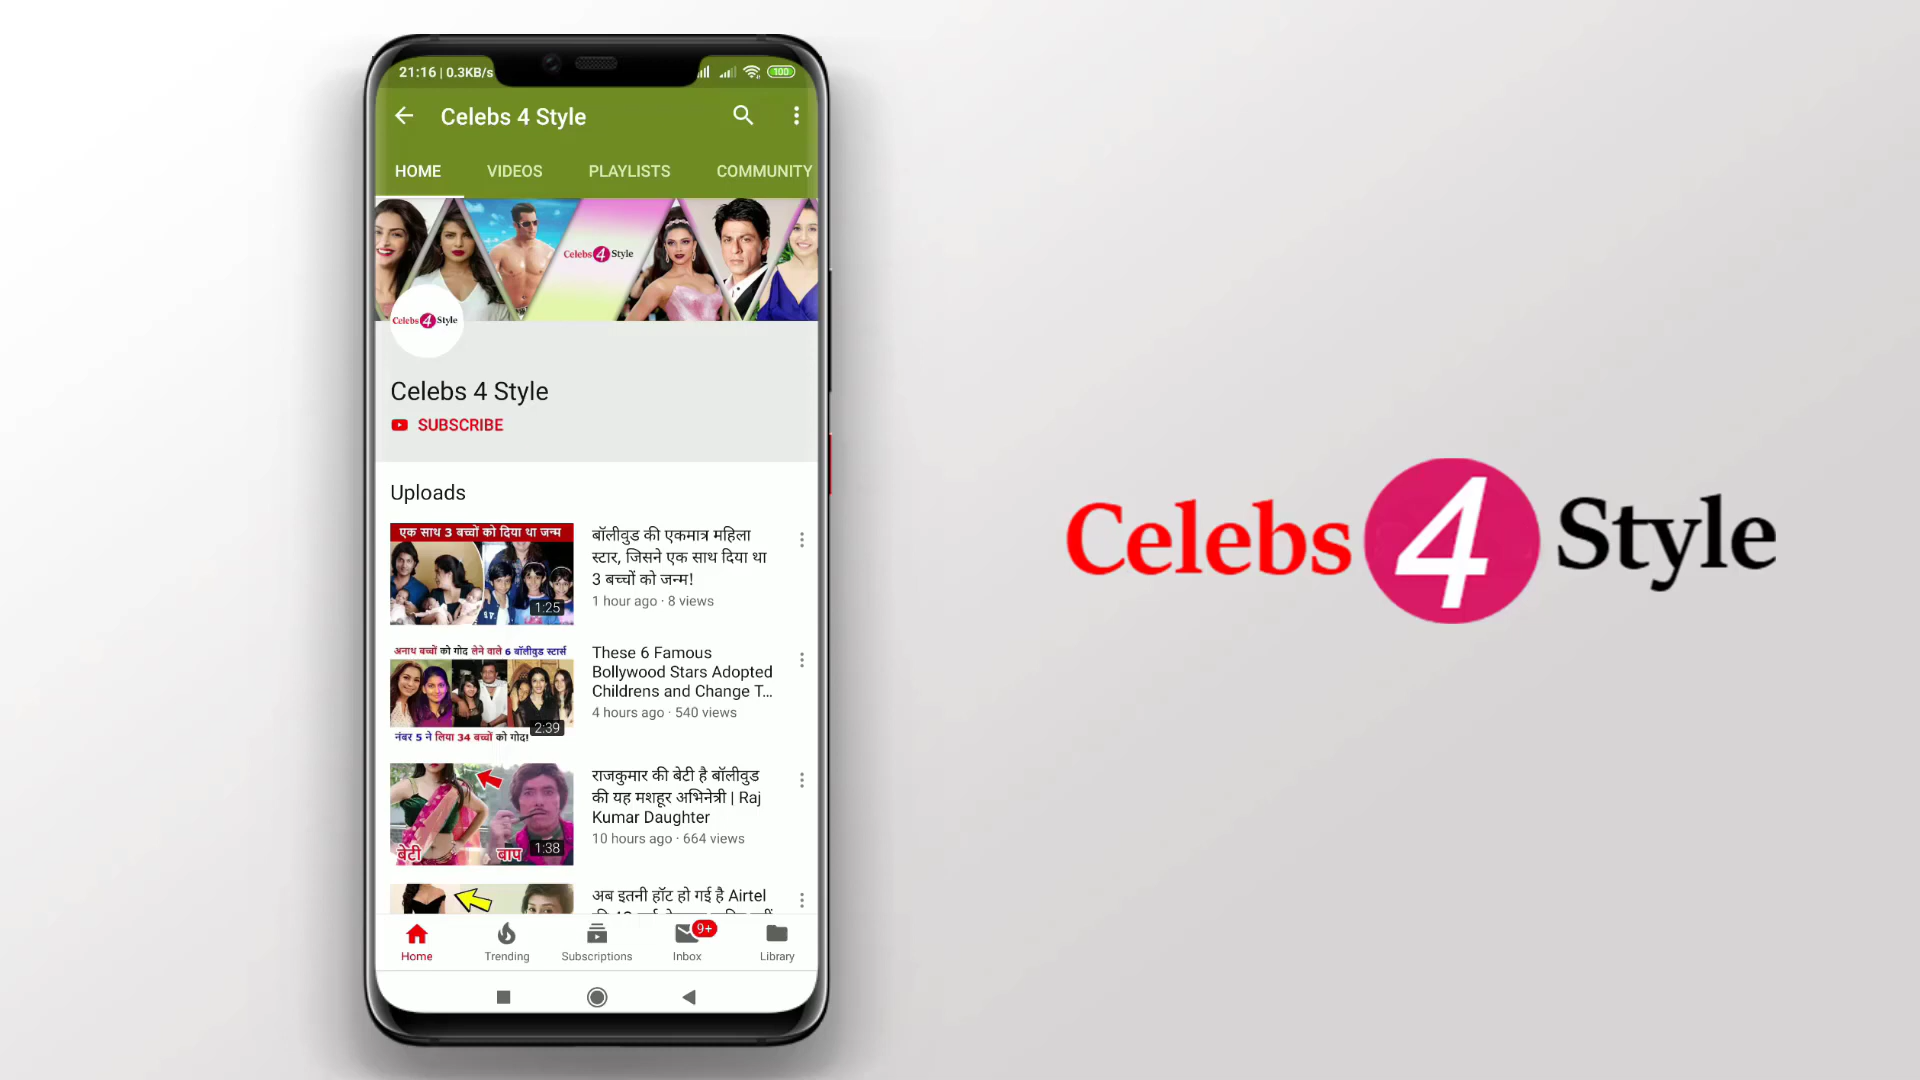 21:16 | 0.3KB/s
100
Celebs 4 Style
HOME VIDEOS PLAYLISTS COMMUNITY
Celebs 4 Style
Celebs 4 Style
Celebs 4 Style
SUBSCRIBE
Uploads
एक साथ 3 बच्चों को दिया था जन्म
1:25
बॉलीवुड की एकमात्र महिला
स्टार, जिसने एक साथ दिया था
3 बच्चों को जन्म!
1 hour ago · 8 views
अनाथ बच्चों को गोद लेने वाले 6 बॉलीवुड स्टार्स
2:39
नंबर 5 ने लिया 34 बच्चों को गोद!
These 6 Famous
Bollywood Stars Adopted
Childrens and Change T...
4 hours ago · 540 views
बेटी
बाप
1:38
राजकुमार की बेटी है बॉलीवुड
की यह मशहूर अभिनेत्री | Raj
Kumar Daughter
10 hours ago · 664 views
अब इतनी हॉट हो गई है Airtel
9+
Home Trending Subscriptions Inbox Library
Celebs 4 Style